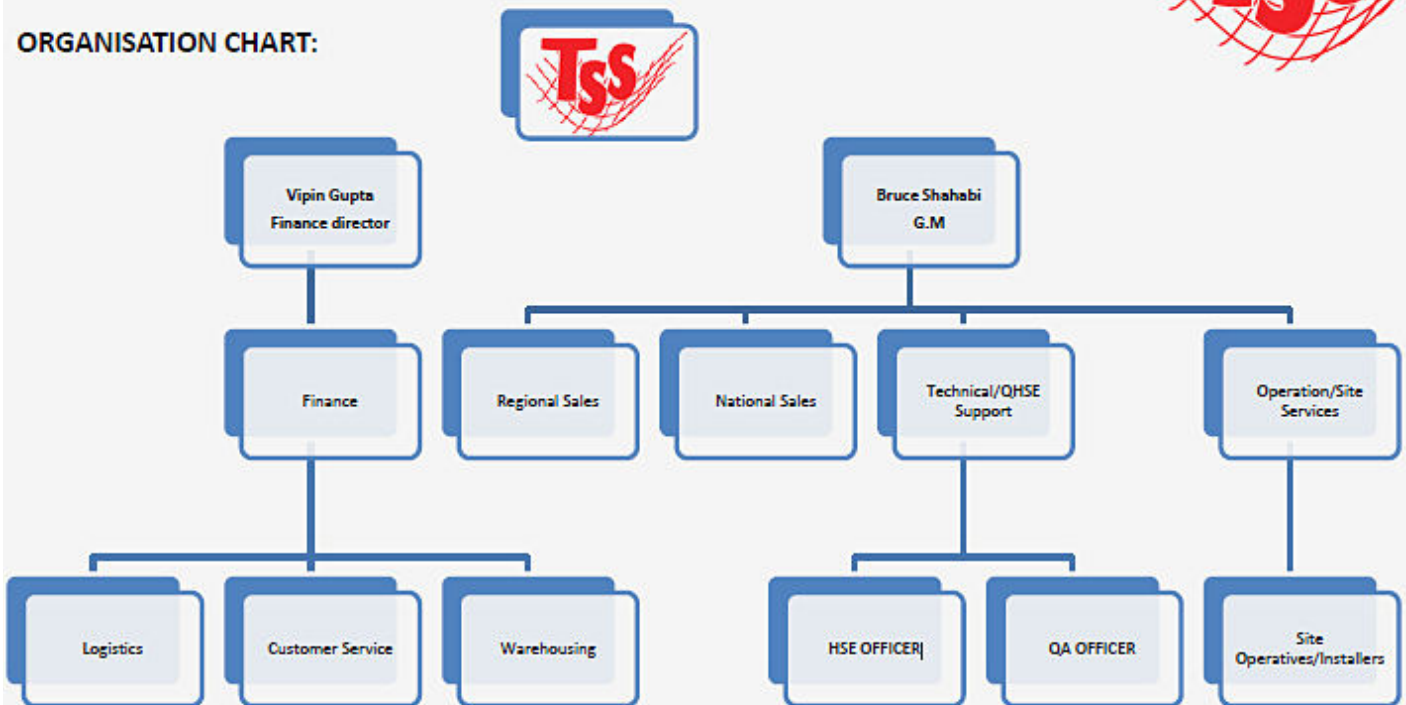 ORGANISATION CHART:
TSS
Vipin Gupta
Finance director
Bruce Shahabi
G.M
Finance
Regional Sales
National Sales
Technical/QHSE
Support
Operation/Site
Services
Logistics
Customer Service
Warehousing
HSE OFFICER
QA OFFICER
Site
Operatives/Installers